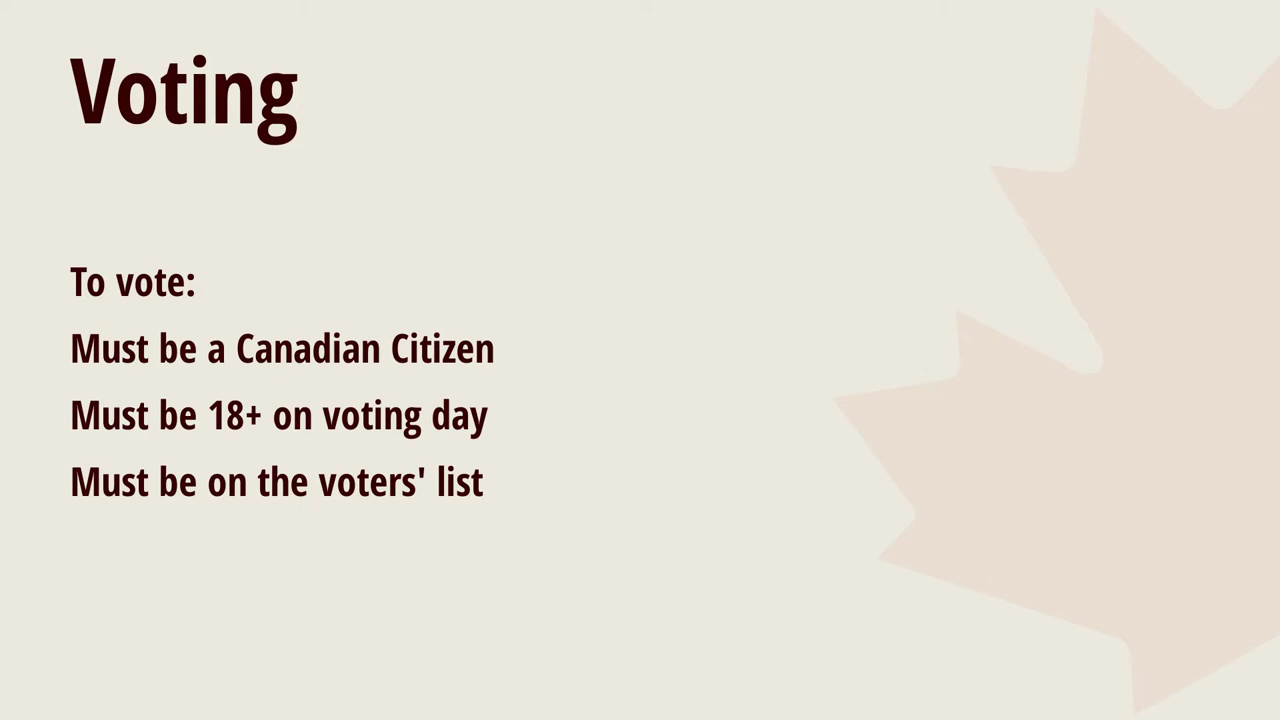 Voting
To vote:
Must be a Canadian Citizen
Must be 18+ on voting day
Must be on the voters' list